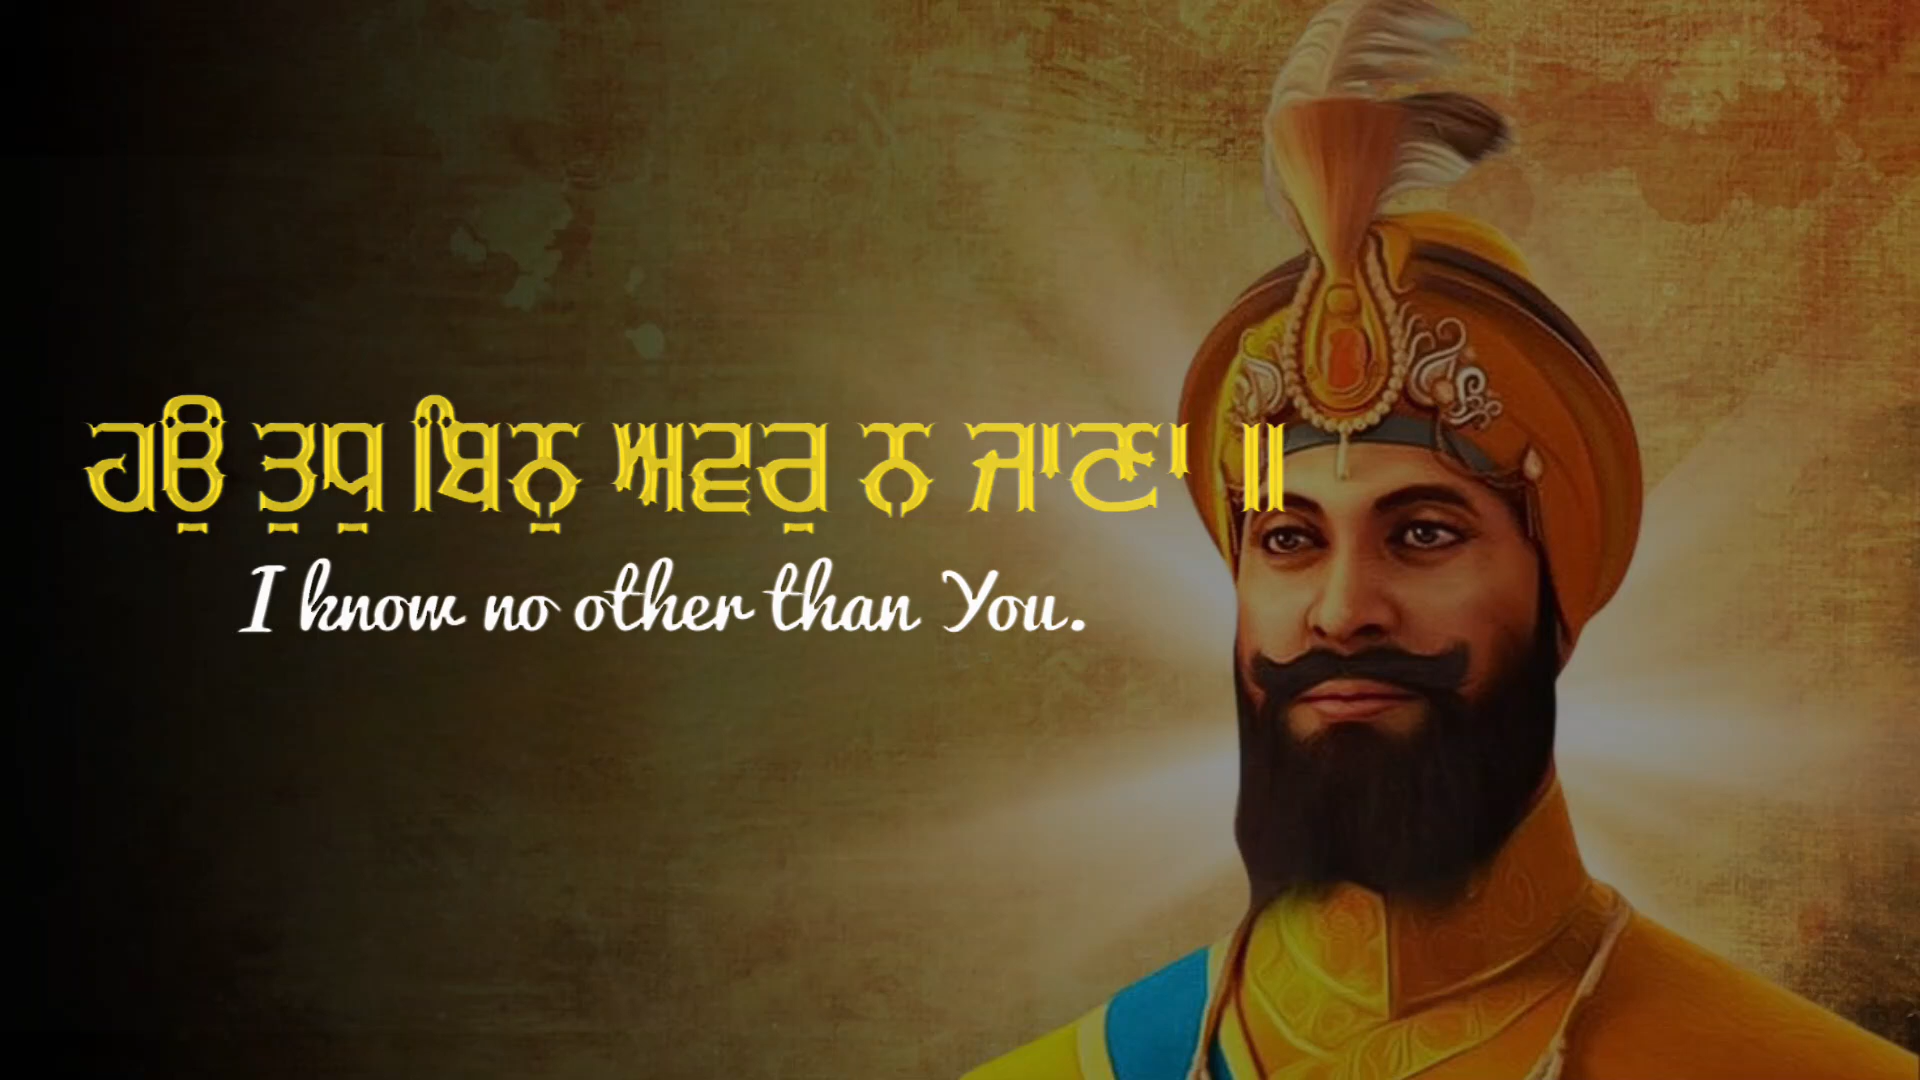 ਹਉ ਤੁਧੁ ਬਿਨੁ ਅਵਰੁ ਨ ਜਾਣਾ ॥
I know no other than You.